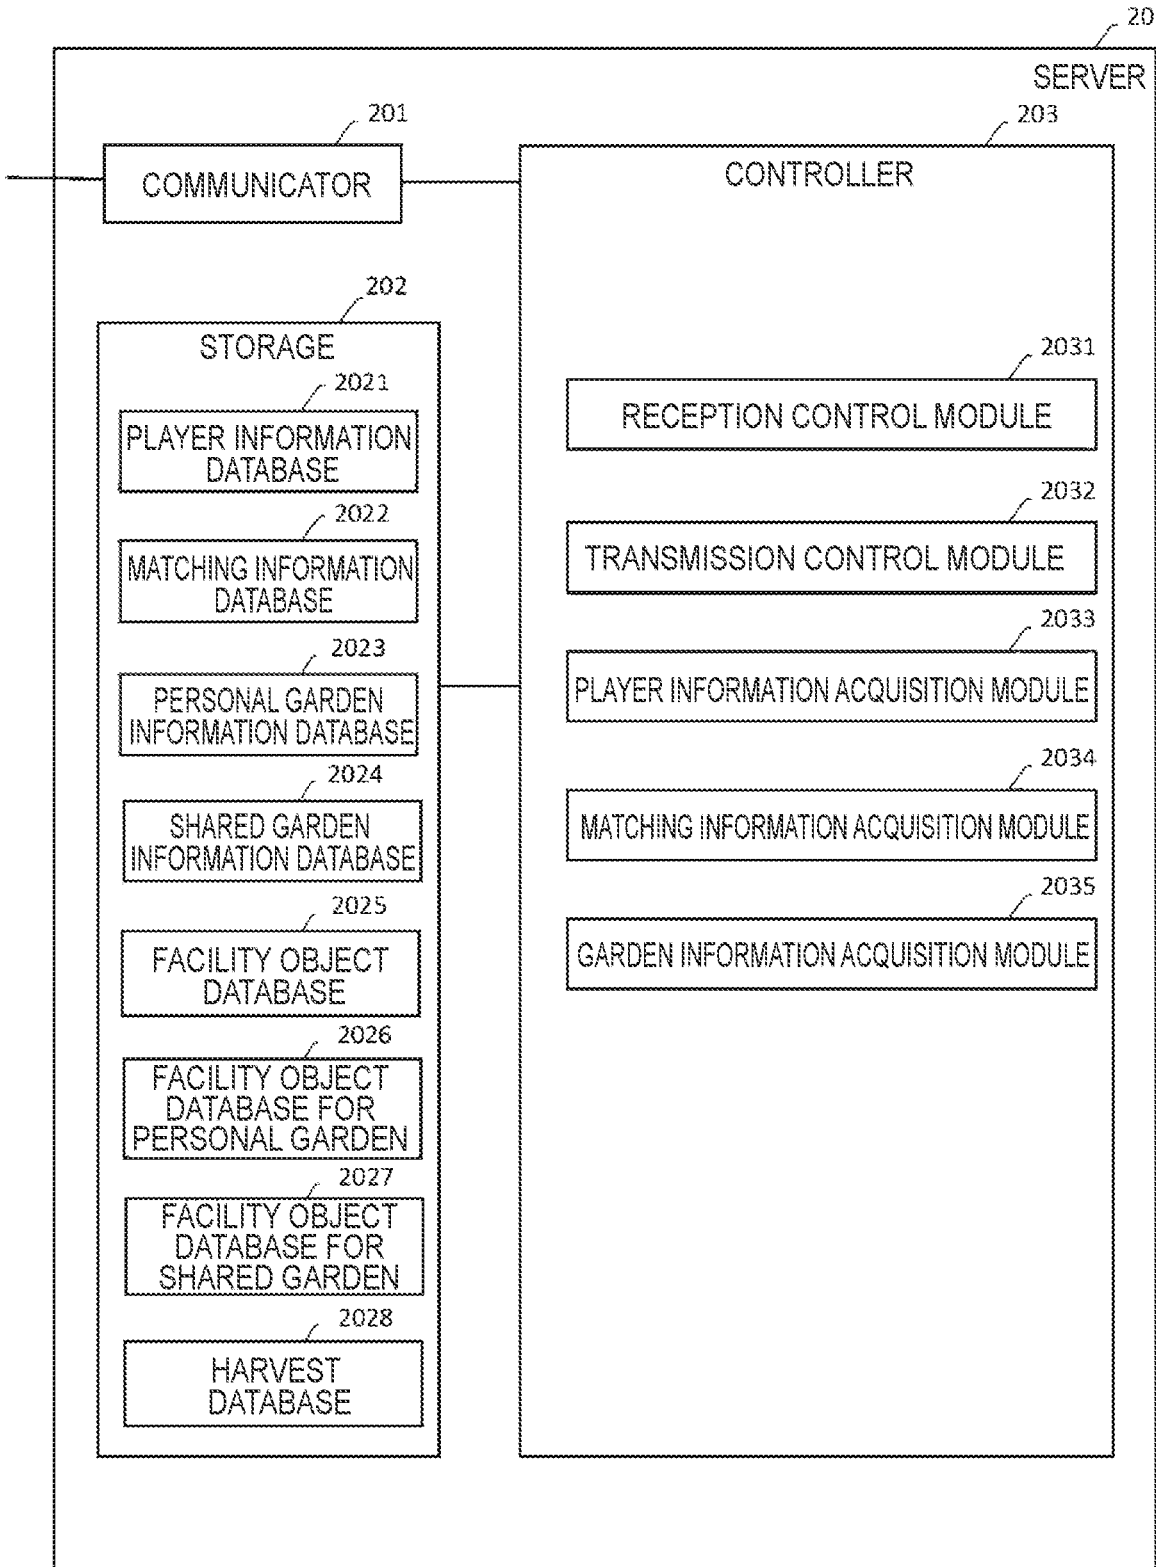 20
SERVER
201
COMMUNICATOR
202
STORAGE
2021
PLAYER INFORMATION
DATABASE
2022
MATCHING INFORMATION
DATABASE
2023
PERSONAL GARDEN
INFORMATION DATABASE
2024
SHARED GARDEN
INFORMATION DATABASE
2025
FACILITY OBJECT
DATABASE
2026
FACILITY OBJECT
DATABASE FOR
PERSONAL GARDEN
2027
FACILITY OBJECT
DATABASE FOR
SHARED GARDEN
2028
HARVEST
DATABASE
203
CONTROLLER
2031
RECEPTION CONTROL MODULE
2032
TRANSMISSION CONTROL MODULE
2033
PLAYER INFORMATION ACQUISITION MODULE
2034
MATCHING INFORMATION ACQUISITION MODULE
2035
GARDEN INFORMATION ACQUISITION MODULE